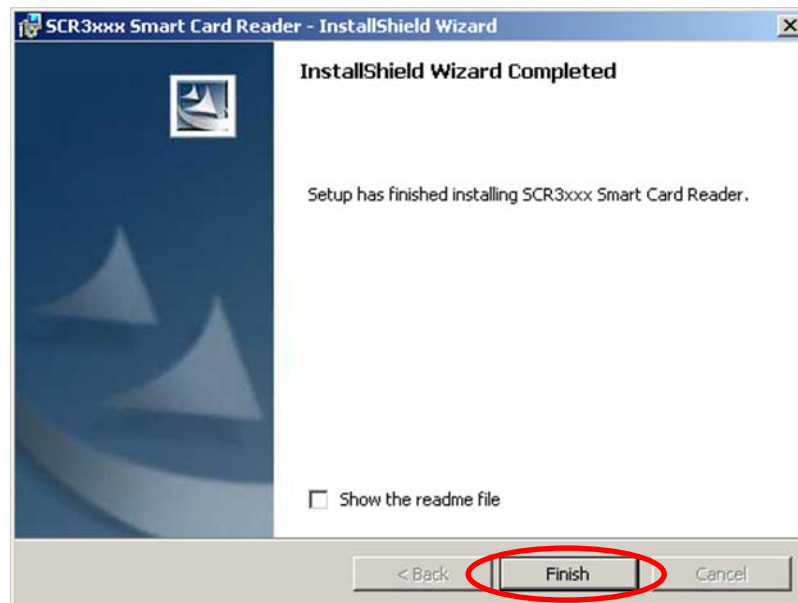 SCR3xxx Smart Card Reader - InstallShield Wizard
InstallShield Wizard Completed
Setup has finished installing SCR3xxx Smart Card Reader.
Show the readme file
< Back
Finish
Cancel